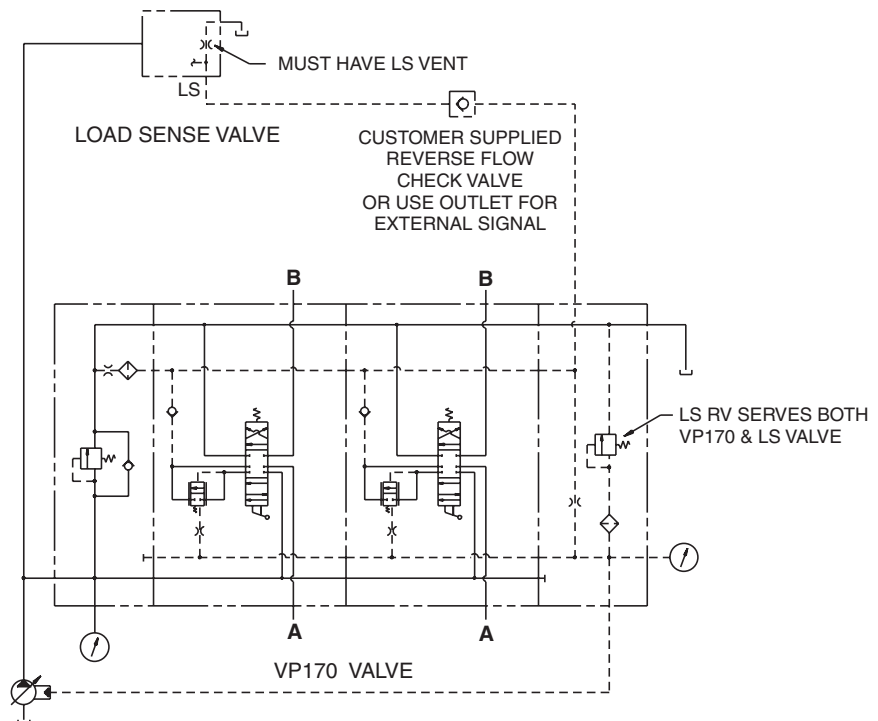 MUST HAVE LS VENT
LS
LOAD SENSE VALVE
CUSTOMER SUPPLIED
REVERSE FLOW
CHECK VALVE
OR USE OUTLET FOR
EXTERNAL SIGNAL
B
B
LS RV SERVES BOTH
VP170 & LS VALVE
A
A
VP170 VALVE